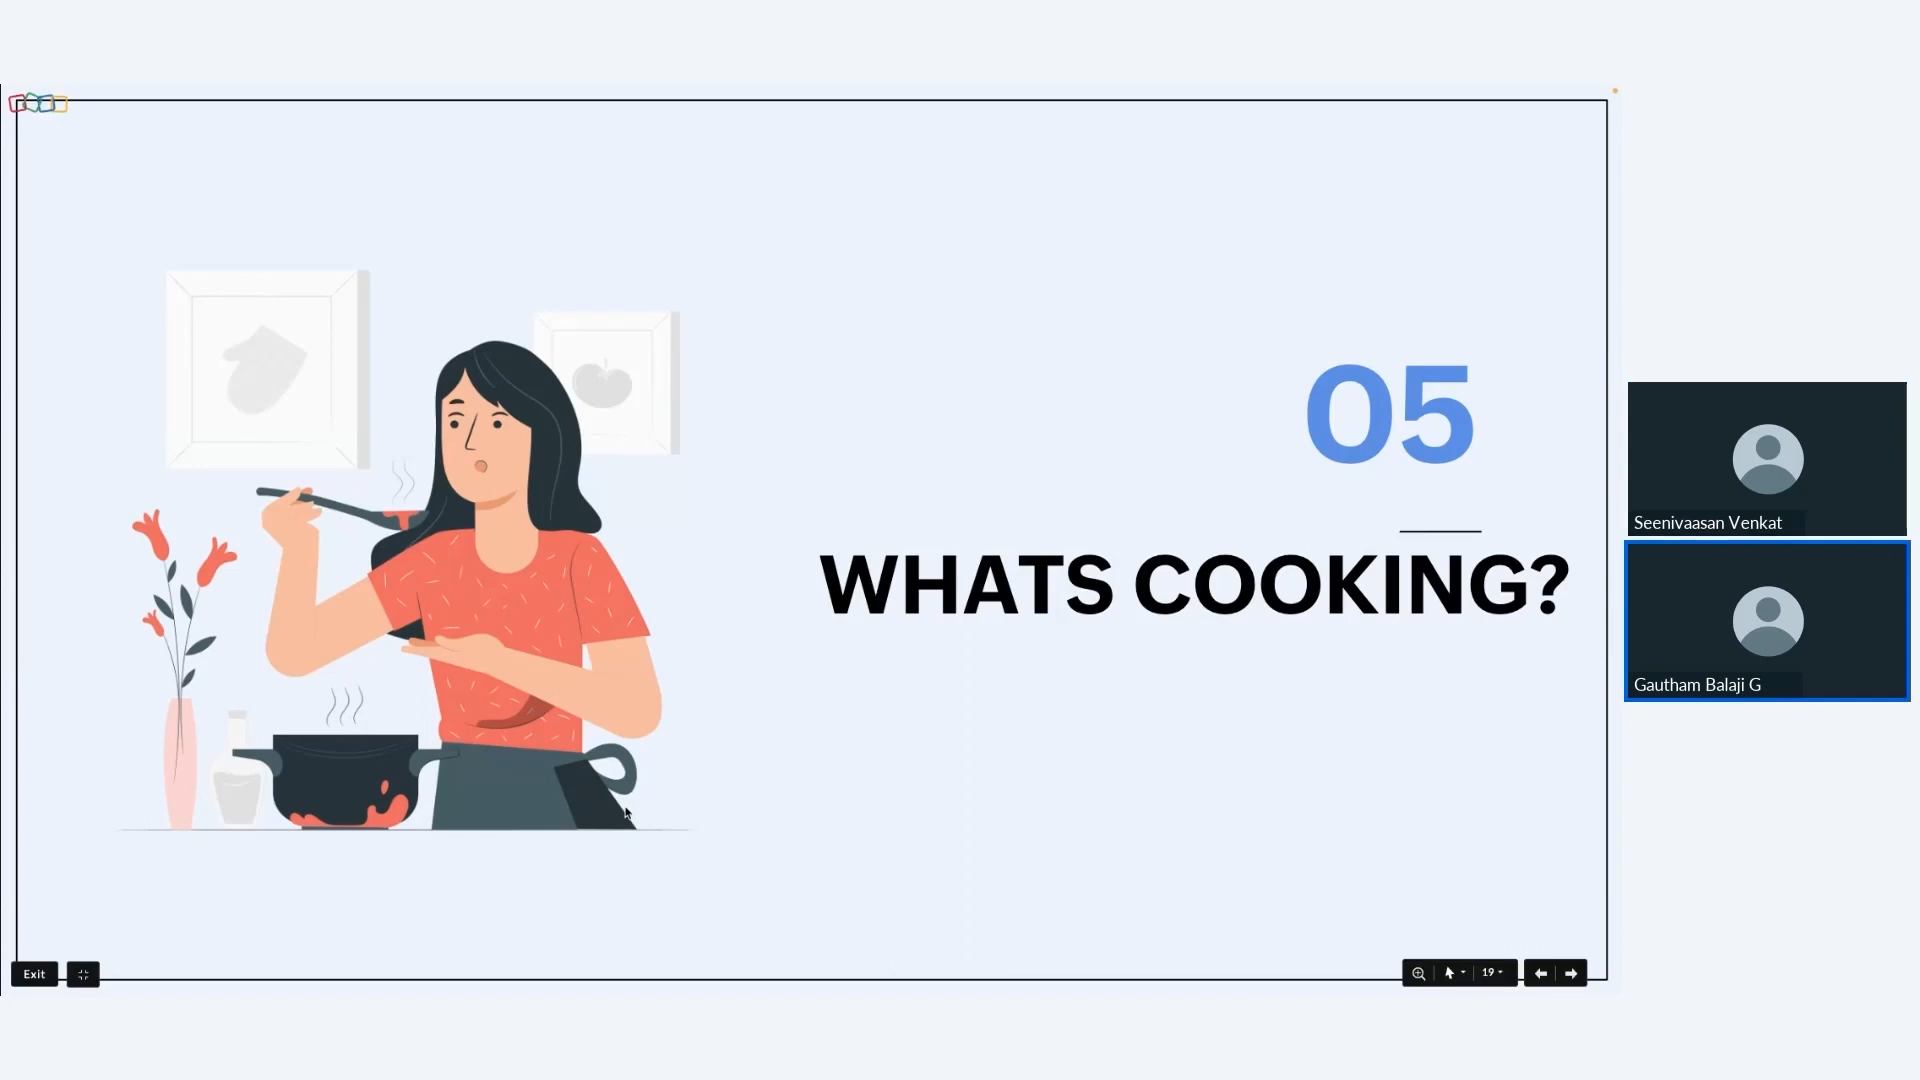 05
WHATS COOKING?
Seenivaasan Venkat
Gautham Balaji G
Exit
19